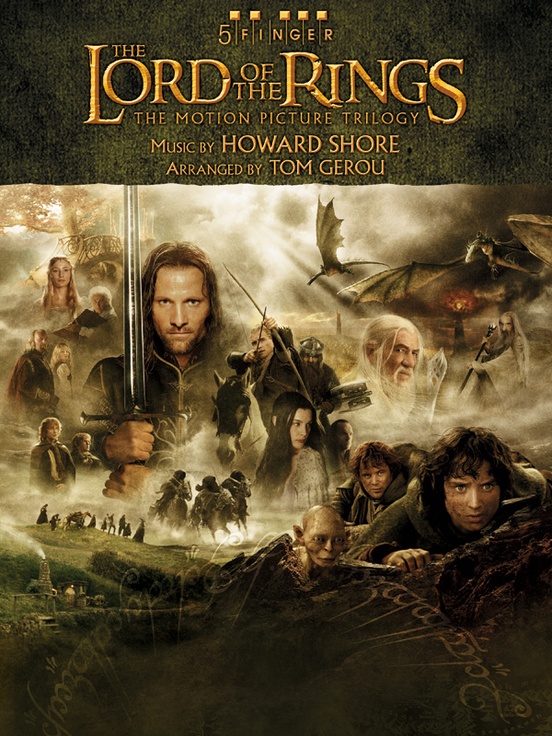 5 FINGER
THE
LORD OF THE RINGS
THE MOTION PICTURE TRILOGY
MUSIC BY HOWARD SHORE
ARRANGED BY TOM GEROU